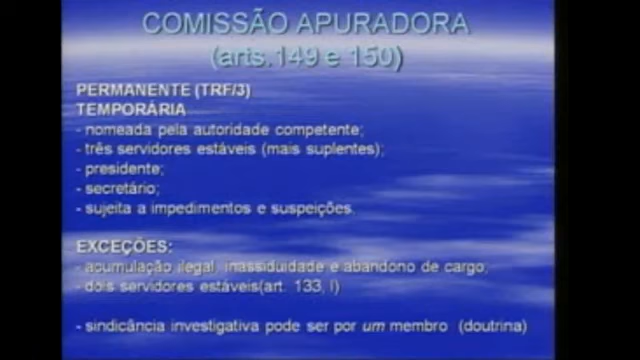 COMISSÃO APURADORA
(arts.149 e 150)
PERMANENTE (TRF/3)
TEMPORÁRIA
- nomeada pela autoridade competente;
- três servidores estáveis (mais suplentes);
- presidente;
- secretário;
- sujeita a impedimentos e suspeições.
EXCEÇÕES:
- acumulação ilegal, inassiduidade e abandono de cargo;
- dois servidores estáveis(art. 133, I)
- sindicância investigativa pode ser por um membro (doutrina)